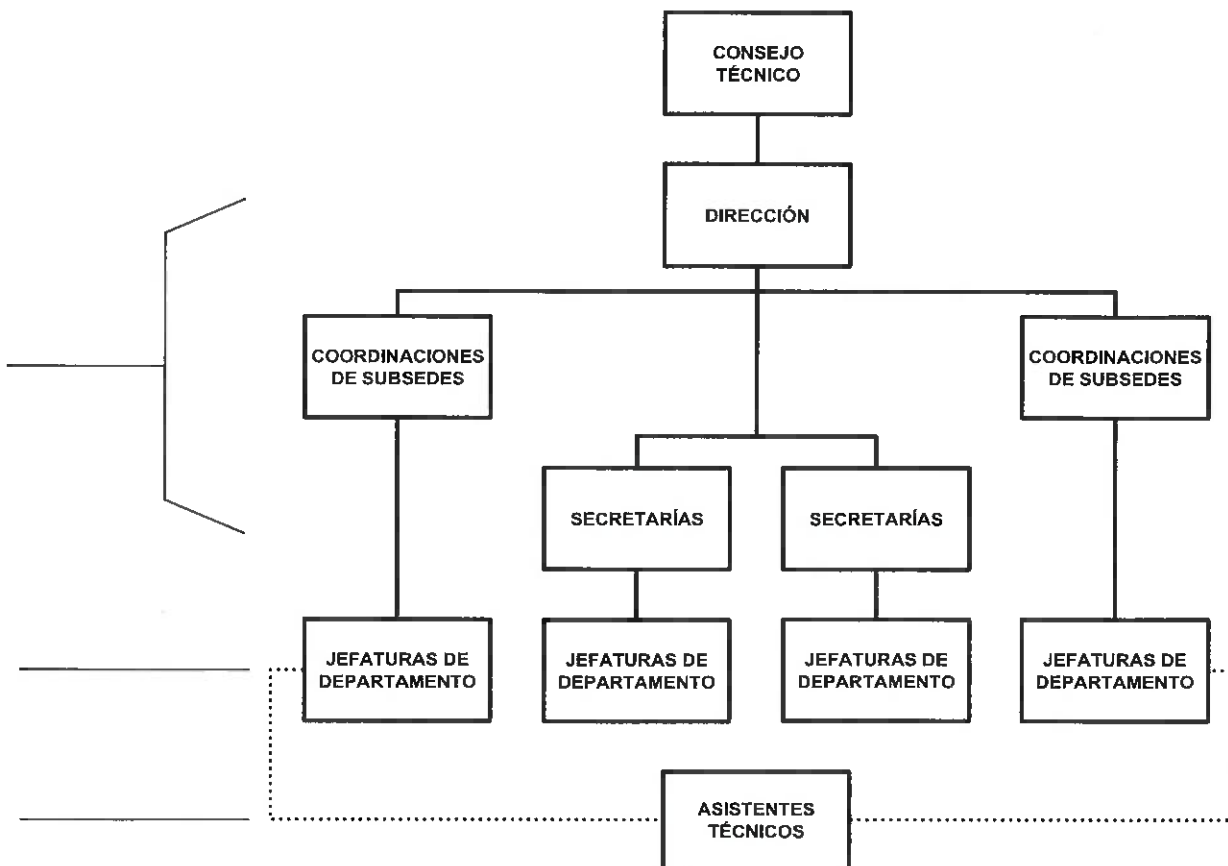 CONSEJO
TÉCNICO
DIRECCIÓN
COORDINACIONES
DE SUBSEDES
COORDINACIONES
DE SUBSEDES
SECRETARÍAS
SECRETARÍAS
JEFATURAS DE
DEPARTAMENTO
JEFATURAS DE
DEPARTAMENTO
JEFATURAS DE
DEPARTAMENTO
JEFATURAS DE
DEPARTAMENTO
ASISTENTES
TÉCNICOS